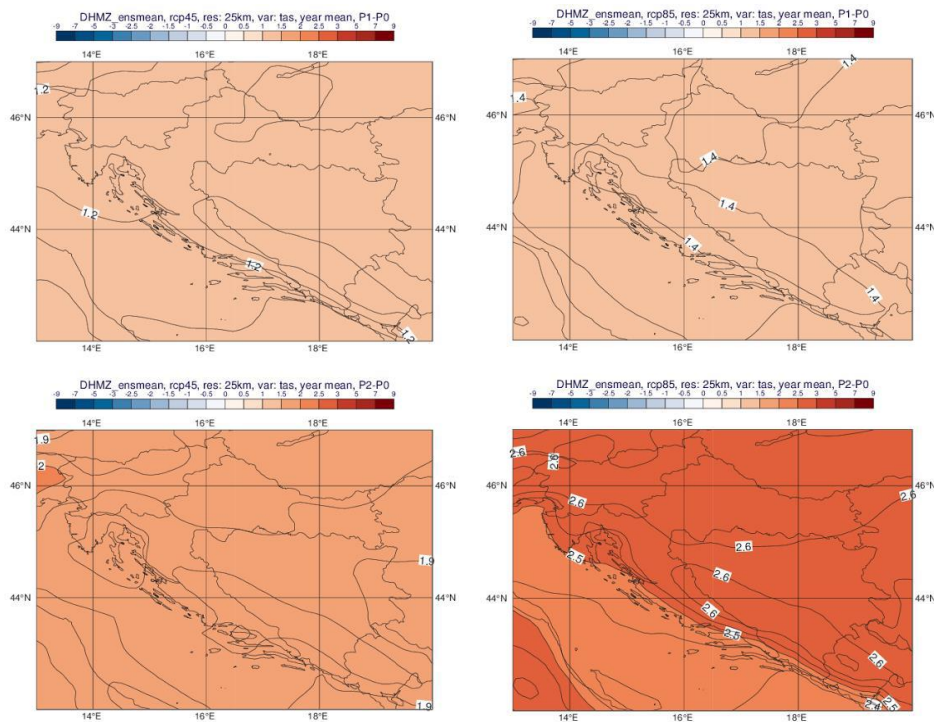 DHMZ_ensmean, rcp45, res: 25km, var: tas, year mean, P1-P0
-9 -7 -5 -3 -2.5 -2 -1.5 -1 -0.5 0 0.5 1 1.5 2 2.5 3 5 7 9
14°E 16°E 18°E
1.2
46°N
1.2
44°N
1.2
1.2
14°E 16°E 18°E
DHMZ_ensmean, rcp85, res: 25km, var: tas, year mean, P1-P0
-9 -7 -5 -3 -2.5 -2 -1.5 -1 -0.5 0 0.5 1 1.5 2 2.5 3 5 7 9
14°E 16°E 18°E
1.4
1.4
46°N 46°N
1.4
1.4
44°N 44°N
1.4
1.4
1.4
14°E 16°E 18°E
DHMZ_ensmean, rcp45, res: 25km, var: tas, year mean, P2-P0
-9 -7 -5 -3 -2.5 -2 -1.5 -1 -0.5 0 0.5 1 1.5 2 2.5 3 5 7 9
14°E 16°E 18°E
1.9
2
46°N
1.9
44°N
1.9
14°E 16°E 18°E
DHMZ_ensmean, rcp85, res: 25km, var: tas, year mean, P2-P0
-9 -7 -5 -3 -2.5 -2 -1.5 -1 -0.5 0 0.5 1 1.5 2 2.5 3 5 7 9
14°E 16°E 18°E
2.6 2.6
46°N 46°N
2.6 2.6
2.6
2.5 2.6
44°N 44°N
2.6
2.5
2.6
2.4 2.5
14°E 16°E 18°E